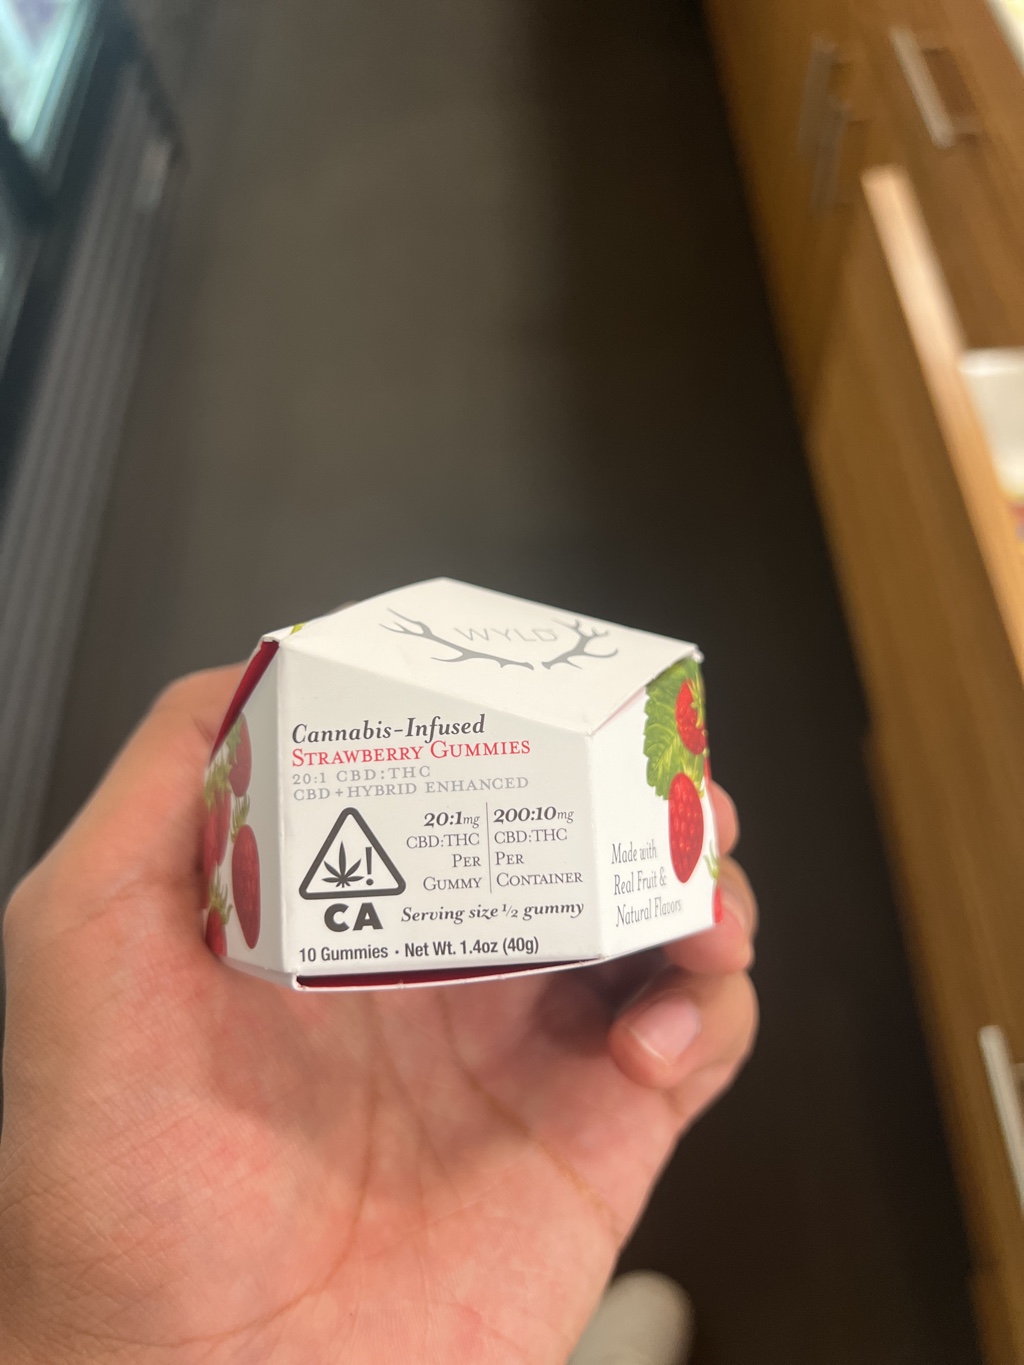 WYLD
Cannabis-Infused
STRAWBERRY GUMMIES
20:1 CBD:THC
CBD + HYBRID ENHANCED
20:1mg
CBD:THC
PER
GUMMY
200:10mg
CBD:THC
PER
CONTAINER
CA
Serving size ½ gummy
10 Gummies · Net Wt. 1.4oz (40g)
Made with
Real Fruit &
Natural Flavors